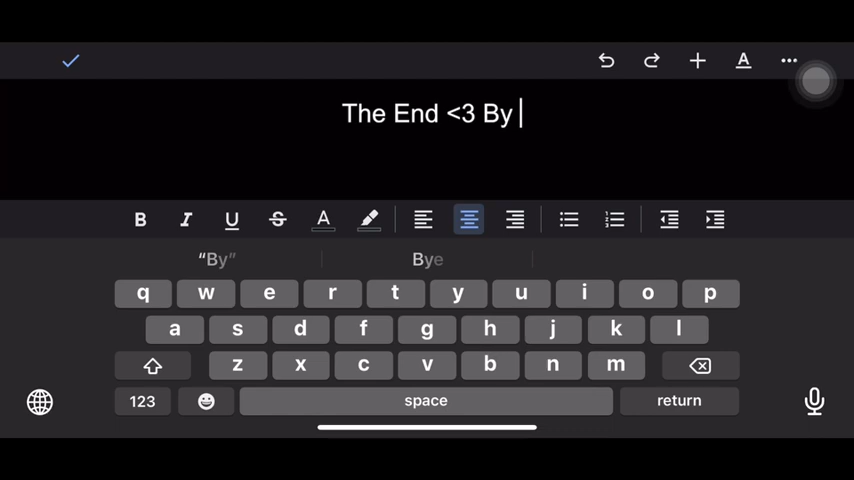 A
The End <3 By
B I U S A
“By” Bye
q w e r t y u i o p
a s d f g h j k l
z x c v b n m
123 space return